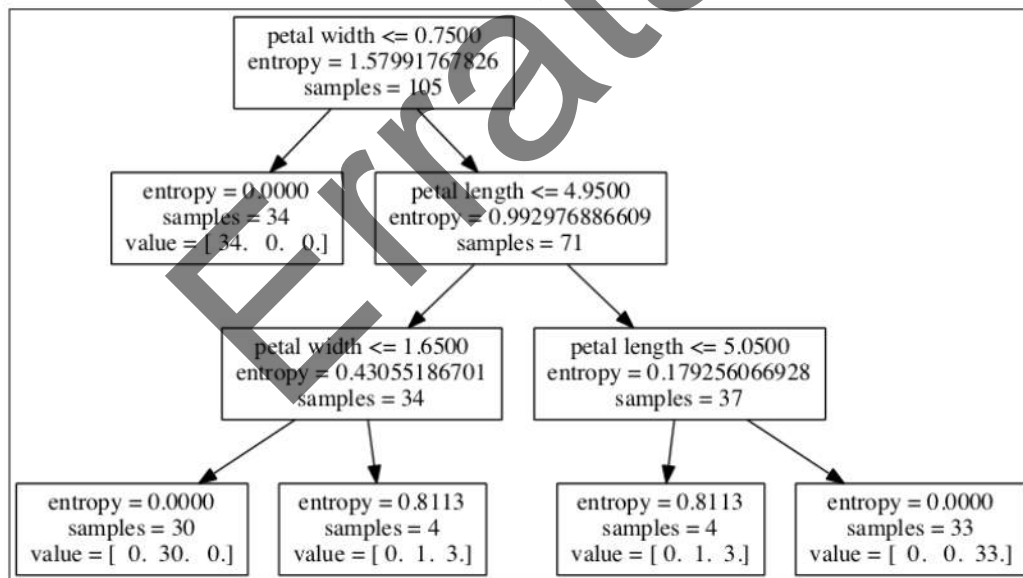 petal width <= 0.7500
entropy = 1.57991767826
samples = 105
entropy = 0.0000
samples = 34
value = [ 34. 0. 0.]
petal length <= 4.9500
entropy = 0.992976886609
samples = 71
petal width <= 1.6500
entropy = 0.43055186701
samples = 34
petal length <= 5.0500
entropy = 0.179256066928
samples = 37
entropy = 0.0000
samples = 30
value = [ 0. 30. 0.]
entropy = 0.8113
samples = 4
value = [ 0. 1. 3.]
entropy = 0.8113
samples = 4
value = [ 0. 1. 3.]
entropy = 0.0000
samples = 33
value = [ 0. 0. 33.]
Errat